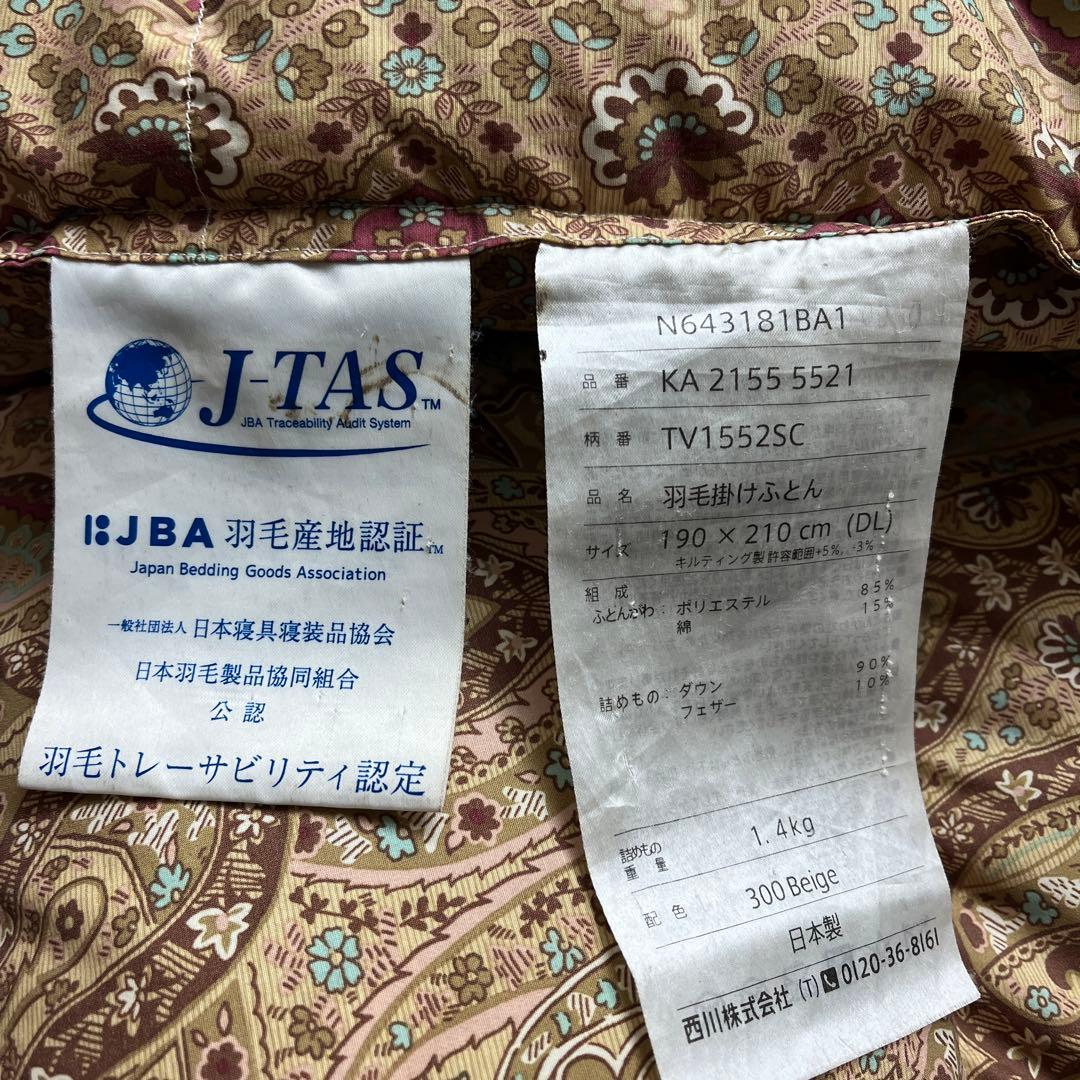 J-TAS™
JBA Traceability Audit System
JBA 羽毛産地認証™
Japan Bedding Goods Association
一般社団法人 日本寝具寝装品協会
日本羽毛製品協同組合
公認
羽毛トレーサビリティ認定
N643181BA1
品番 KA 2155 5521
柄番 TV1552SC
品名 羽毛掛けふとん
サイズ 190 × 210 cm (DL)
キルティング製 許容範囲+5%, -3%
組成
ふとんがわ: ポリエステル 85%
綿 15%
詰めもの: ダウン 90%
フェザー 10%
詰めもの重量 1.4kg
配色 300 Beige
日本製
西川株式会社 (T) 0120-36-8161